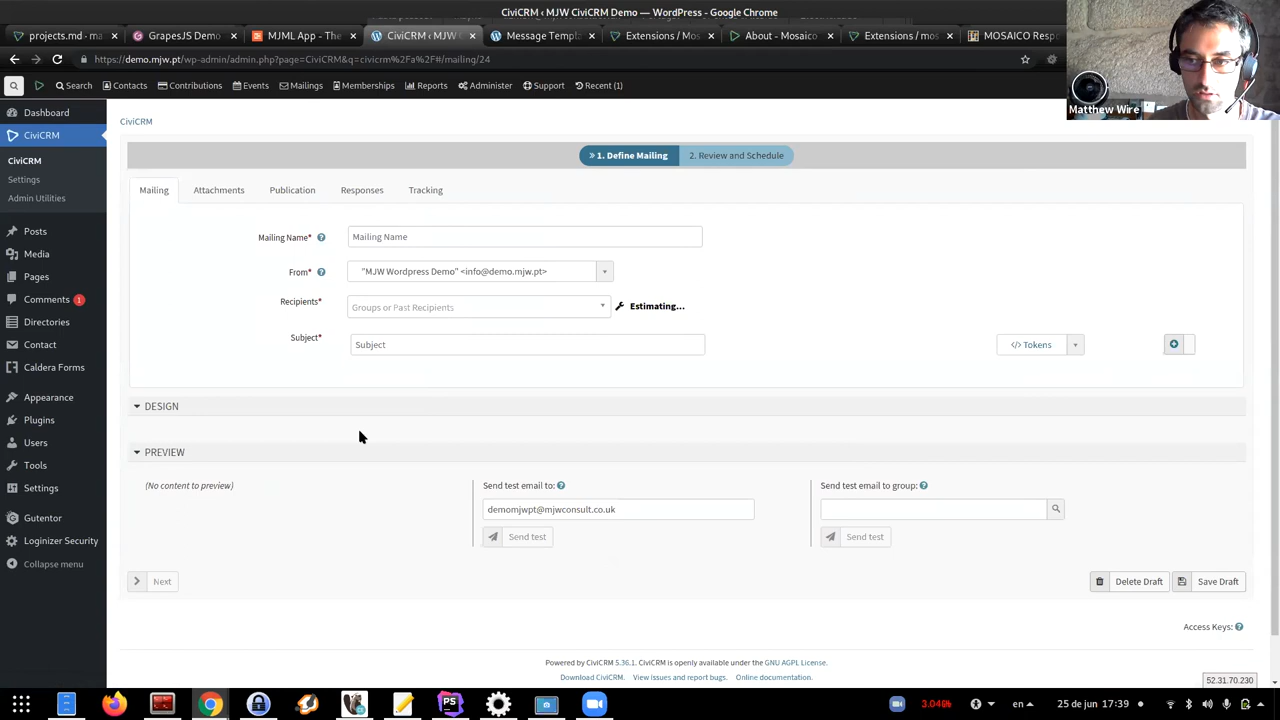 CiviCRM ‹ MJW CiviCRM Demo — WordPress - Google Chrome
projects.md - ma
GrapesJS Demo
MJML App - The
CiviCRM ‹ MJW C
Message Templa
Extensions / Mos
About - Mosaico
Extensions / mos
MOSAICO Resp
https://demo.mjw.pt/wp-admin/admin.php?page=CiviCRM&q=civicrm%2Fa%2F#/mailing/24
Search Contacts Contributions Events Mailings Memberships Reports Administer Support Recent (1)
Matthew Wire
Dashboard
CiviCRM
CiviCRM
Settings
Admin Utilities
Posts
Media
Pages
Comments 1
Directories
Contact
Caldera Forms
Appearance
Plugins
Users
Tools
Settings
Gutentor
Loginizer Security
Collapse menu
CiviCRM
» 1. Define Mailing 2. Review and Schedule
Mailing Attachments Publication Responses Tracking
Mailing Name* ? Mailing Name
From* ? "MJW Wordpress Demo" <info@demo.mjw.pt>
Recipients* Groups or Past Recipients Estimating...
Subject* Subject </> Tokens
DESIGN
PREVIEW
(No content to preview)
Send test email to: ?
demomjwpt@mjwconsult.co.uk
Send test
Send test email to group: ?
Send test
Next
Delete Draft Save Draft
Access Keys: ?
Powered by CiviCRM 5.36.1. CiviCRM is openly available under the GNU AGPL License.
Download CiviCRM. View issues and report bugs. Online documentation.
52.31.70.230
PS
3.046% en 25 de jun 17:39